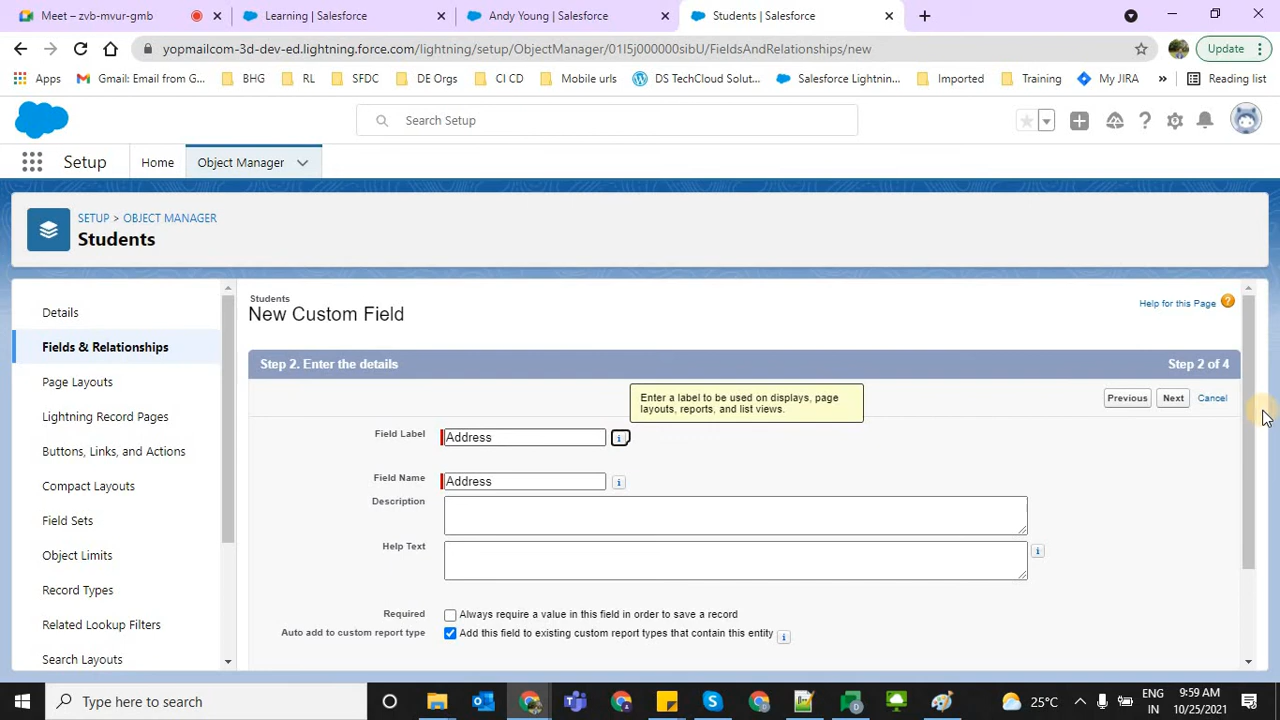 Meet – zvb-mvur-gmb
Learning | Salesforce
Andy Young | Salesforce
Students | Salesforce
yopmailcom-3d-dev-ed.lightning.force.com/lightning/setup/ObjectManager/01I5j000000sibU/FieldsAndRelationships/new
Update
Apps
Gmail: Email from G...
BHG
RL
SFDC
DE Orgs
CI CD
Mobile urls
DS TechCloud Solut...
Salesforce Lightnin...
Imported
Training
My JIRA
»
Reading list
Search Setup
Setup
Home
Object Manager
SETUP > OBJECT MANAGER
Students
Details
Fields & Relationships
Page Layouts
Lightning Record Pages
Buttons, Links, and Actions
Compact Layouts
Field Sets
Object Limits
Record Types
Related Lookup Filters
Search Layouts
Students
New Custom Field
Help for this Page
Step 2. Enter the details
Step 2 of 4
Previous
Next
Cancel
Enter a label to be used on displays, page
layouts, reports, and list views.
Field Label
Address
Field Name
Address
Description
Help Text
Required
Always require a value in this field in order to save a record
Auto add to custom report type
Add this field to existing custom report types that contain this entity
Type here to search
25°C
ENG
IN
9:59 AM
10/25/2021